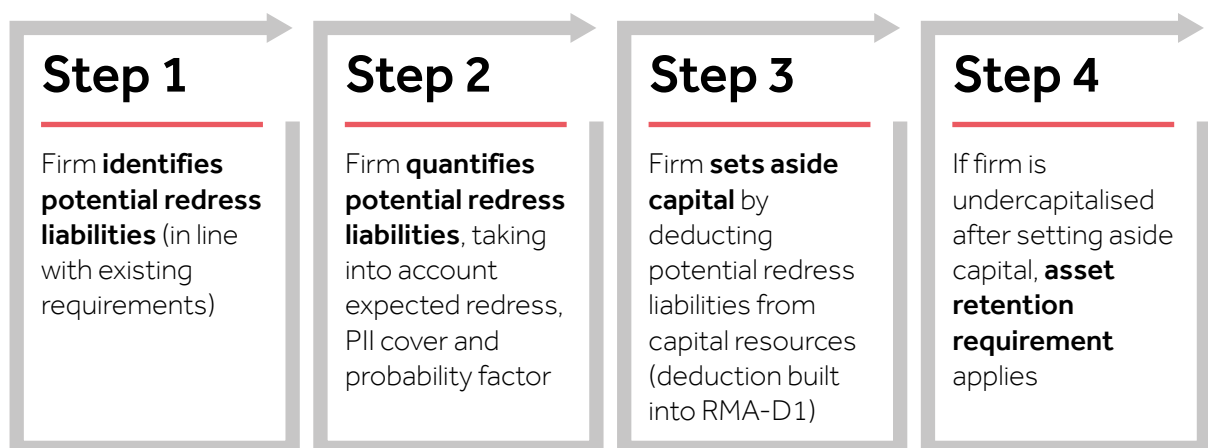 Step 1
Firm identifies
potential redress
liabilities (in line
with existing
requirements)
Step 2
Firm quantifies
potential redress
liabilities, taking
into account
expected redress,
PII cover and
probability factor
Step 3
Firm sets aside
capital by
deducting
potential redress
liabilities from
capital resources
(deduction built
into RMA-D1)
Step 4
If firm is
undercapitalised
after setting aside
capital, asset
retention
requirement
applies